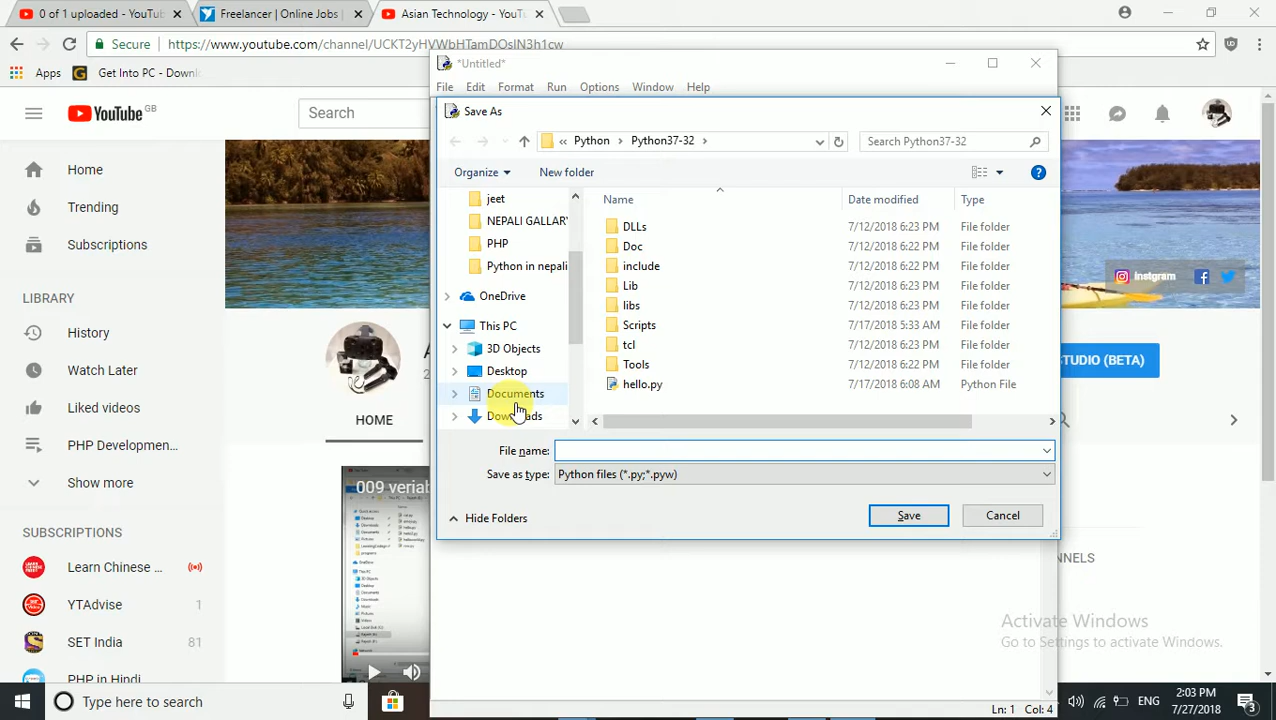 0 of 1 uploaded - YouTub
Freelancer | Online Jobs |
Asian Technology - YouTu
Secure
https://www.youtube.com/channel/UCKT2yHVWbHTamDOsIN3h1cw
Apps
Get Into PC - Downl
*Untitled*
File Edit Format Run Options Window Help
YouTube GB
Search
Save As
« Python > Python37-32 >
Search Python37-32
Organize
New folder
Home
Trending
Subscriptions
LIBRARY
History
Watch Later
Liked videos
PHP Developmen...
Show more
SUBSCRIPTIONS
Learn Chinese ...
YTAdvise 1
SET India 81
PHP in Hindi
jeet
NEPALI GALLARY
PHP
Python in nepali
OneDrive
This PC
3D Objects
Desktop
Documents
Downloads
Name Date modified Type
DLLs 7/12/2018 6:23 PM File folder
Doc 7/12/2018 6:22 PM File folder
include 7/12/2018 6:22 PM File folder
Lib 7/12/2018 6:23 PM File folder
libs 7/12/2018 6:23 PM File folder
Scripts 7/17/2018 5:33 AM File folder
tcl 7/12/2018 6:23 PM File folder
Tools 7/12/2018 6:23 PM File folder
hello.py 7/17/2018 6:08 AM Python File
File name:
Save as type: Python files (*.py;*.pyw)
Hide Folders
Save
Cancel
Instgram
STUDIO (BETA)
A
2
HOME
009 veriab
NNELS
Activate Windows
Go to Settings to activate Windows.
Ln: 1 Col: 4
Type here to search
ENG
2:03 PM
7/27/2018
3